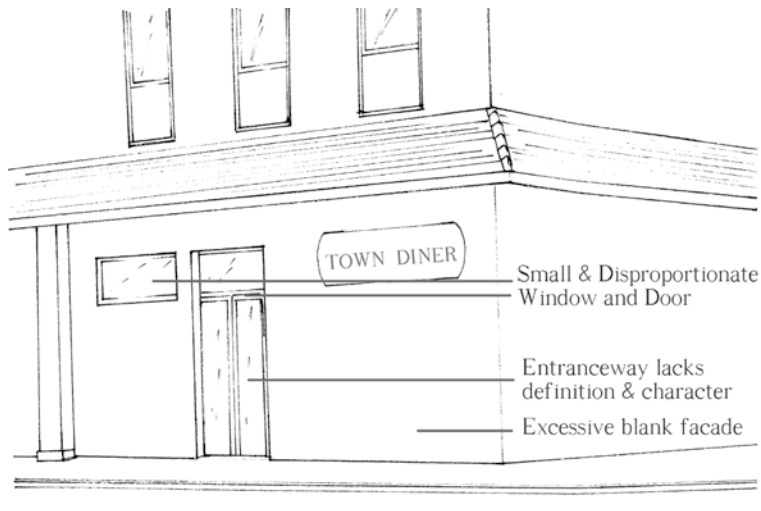 TOWN DINER
Small & Disproportionate
Window and Door
Entranceway lacks
definition & character
Excessive blank facade